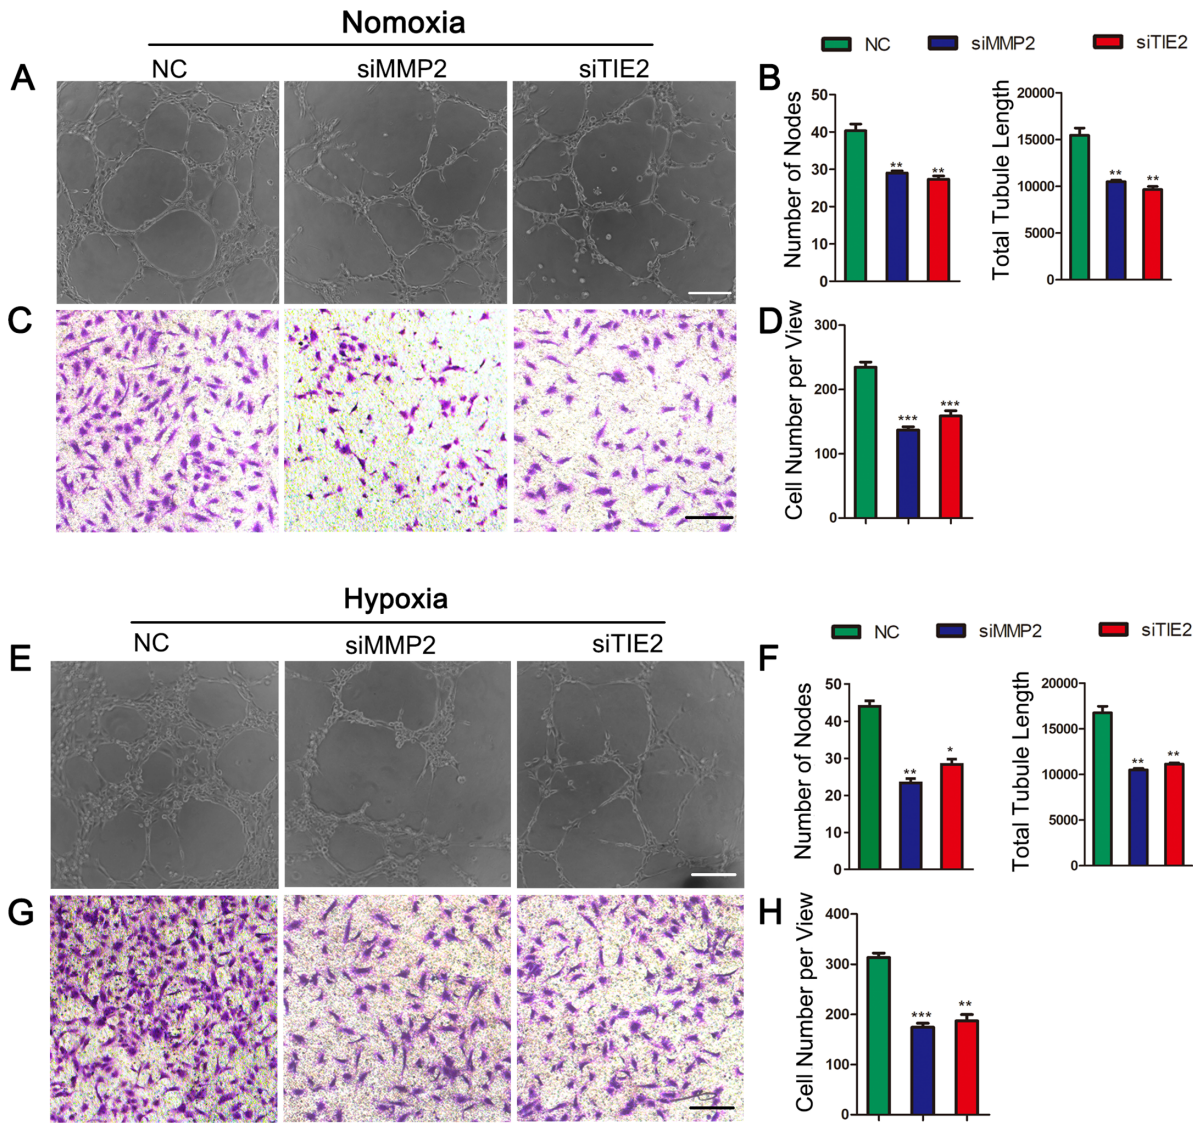 Nomoxia
NC siMMP2 siTIE2
NC siMMP2 siTIE2
A
B
Number of Nodes
50
40
30
20
10
0
** **
Total Tubule Length
20000
15000
10000
5000
0
** **
C
D
Cell Number per View
300
200
100
0
*** ***
Hypoxia
NC siMMP2 siTIE2
NC siMMP2 siTIE2
E
F
Number of Nodes
50
40
30
20
10
0
** *
Total Tubule Length
20000
15000
10000
5000
0
** **
G
H
Cell Number per View
400
300
200
100
0
*** **